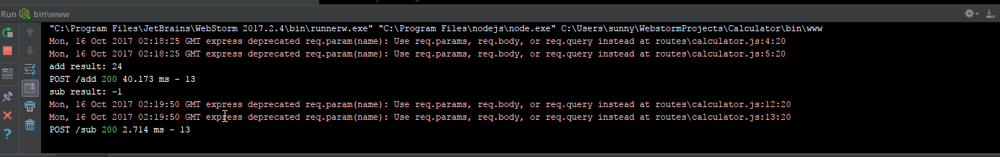 Run bin\www
"C:\Program Files\JetBrains\WebStorm 2017.2.4\bin\runnerw.exe" "C:\Program Files\nodejs\node.exe" C:\Users\sunny\WebstormProjects\Calculator\bin\www
Mon, 16 Oct 2017 02:18:25 GMT express deprecated req.param(name): Use req.params, req.body, or req.query instead at routes\calculator.js:4:20
Mon, 16 Oct 2017 02:18:25 GMT express deprecated req.param(name): Use req.params, req.body, or req.query instead at routes\calculator.js:5:20
add result: 24
POST /add 200 40.173 ms - 13
sub result: -1
Mon, 16 Oct 2017 02:19:50 GMT express deprecated req.param(name): Use req.params, req.body, or req.query instead at routes\calculator.js:12:20
Mon, 16 Oct 2017 02:19:50 GMT express deprecated req.param(name): Use req.params, req.body, or req.query instead at routes\calculator.js:13:20
POST /sub 200 2.714 ms - 13